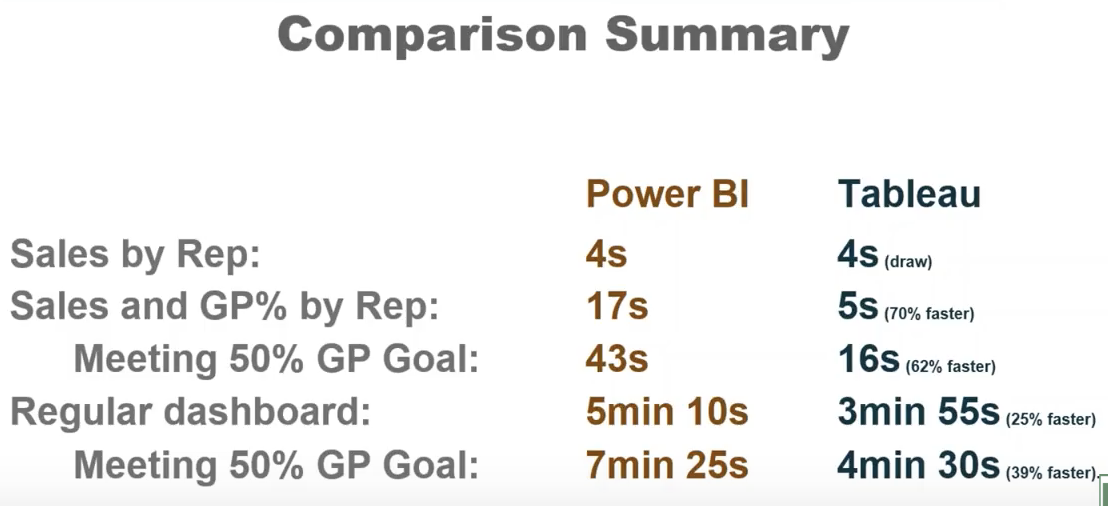 Comparison Summary
Power BI Tableau
Sales by Rep: 4s 4s (draw)
Sales and GP% by Rep: 17s 5s (70% faster)
Meeting 50% GP Goal: 43s 16s (62% faster)
Regular dashboard: 5min 10s 3min 55s (25% faster)
Meeting 50% GP Goal: 7min 25s 4min 30s (39% faster).